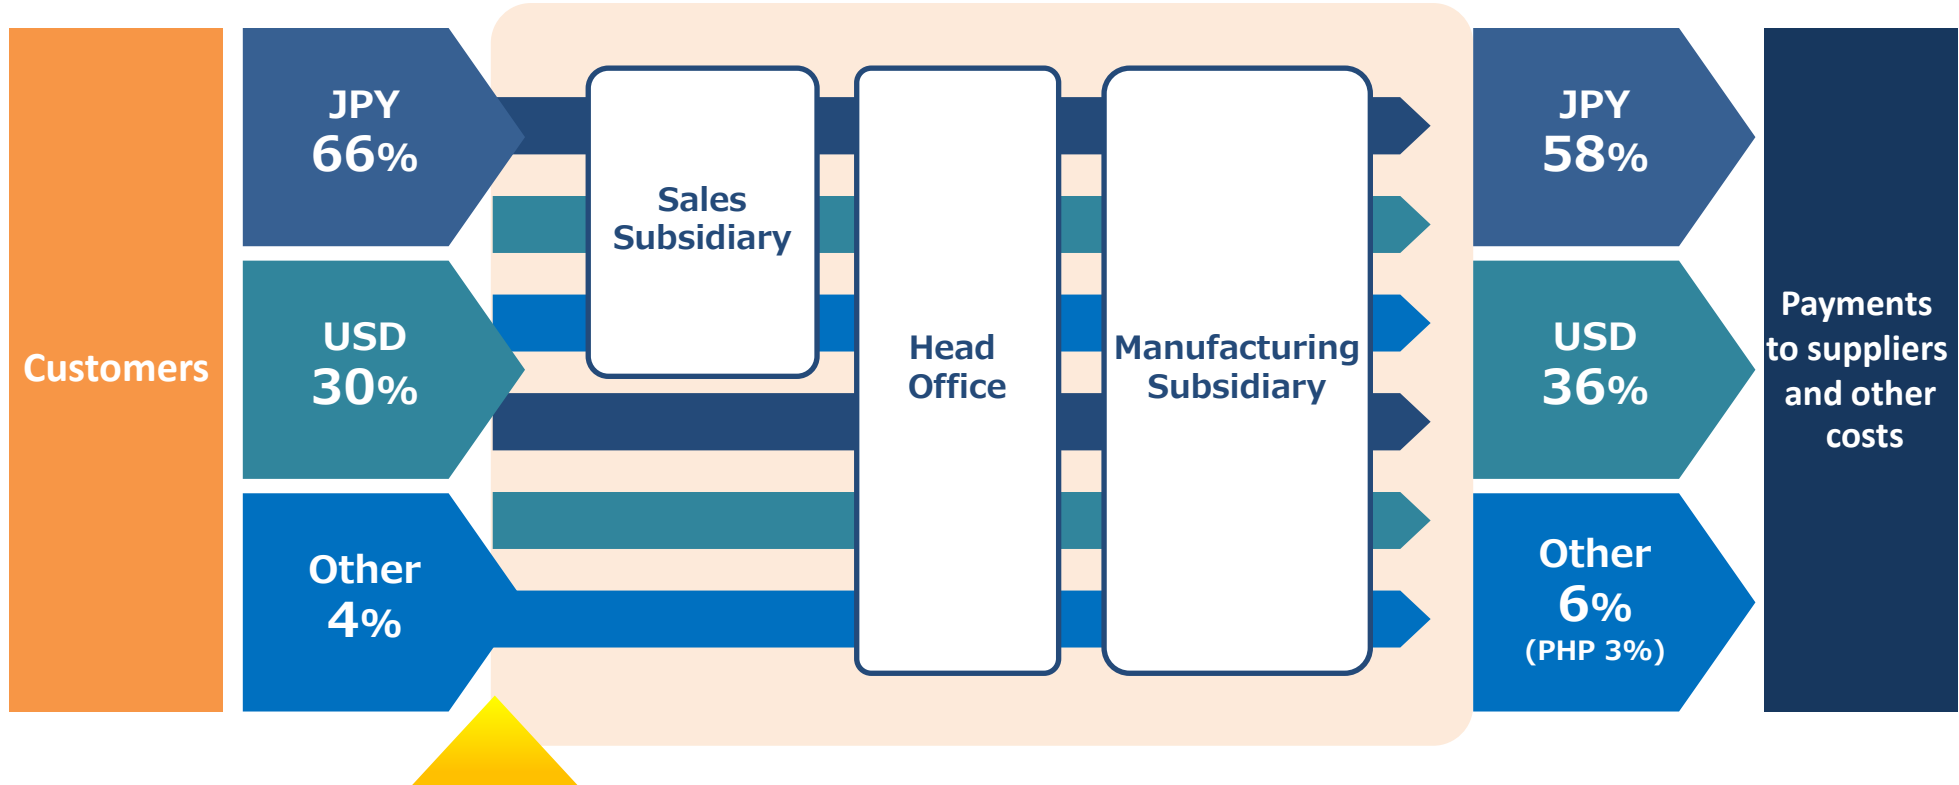 Customers
JPY
66%
USD
30%
Other
4%
Sales
Subsidiary
Head
Office
Manufacturing
Subsidiary
JPY
58%
USD
36%
Other
6%
(PHP 3%)
Payments
to suppliers
and other
costs